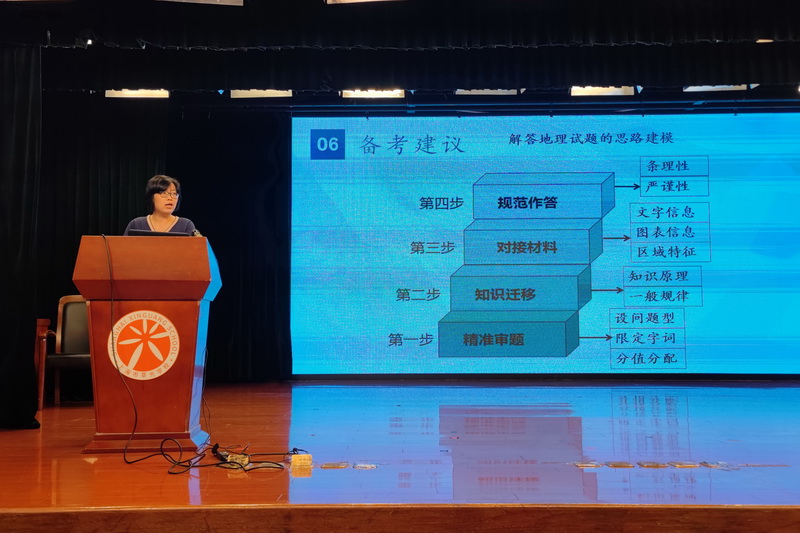 06 备考建议
解答地理试题的思路建模
第四步 规范作答
条理性
严谨性
第三步 对接材料
文字信息
图表信息
区域特征
第二步 知识迁移
知识原理
一般规律
第一步 精准审题
设问题型
限定字词
分值分配
XINGUANG SCHOOL